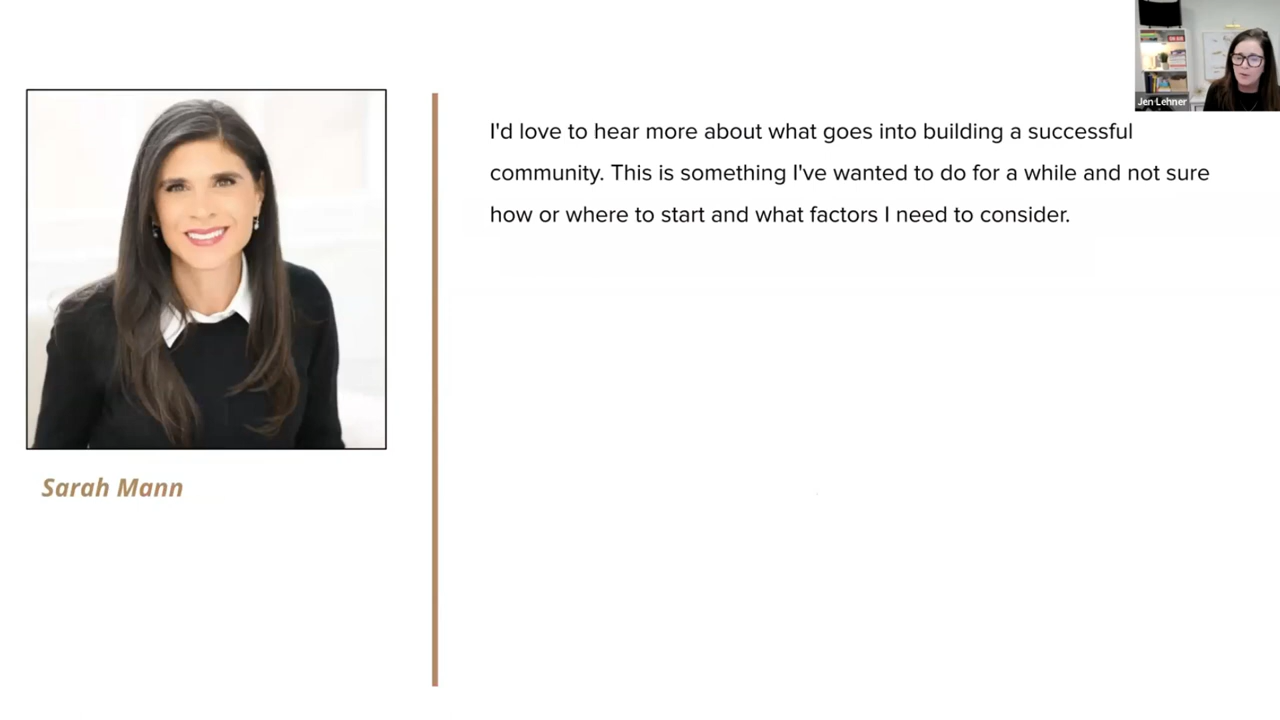 Jen Lehner
I'd love to hear more about what goes into building a successful
community. This is something I've wanted to do for a while and not sure
how or where to start and what factors I need to consider.
Sarah Mann